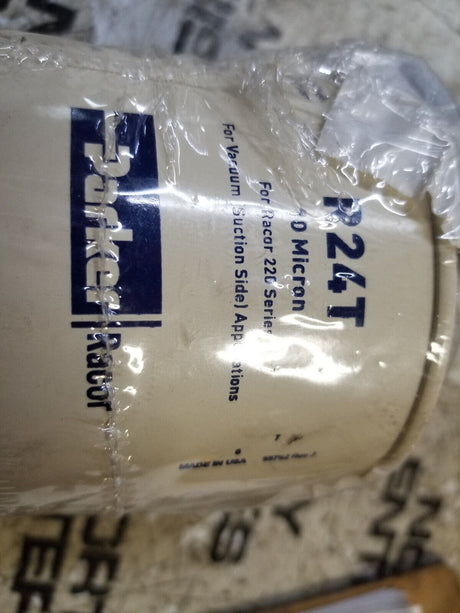 R24T
10 Micron
For Racor 220 Series
For Vacuum (Suction Side) Applications
Parker Racor
MADE IN USA